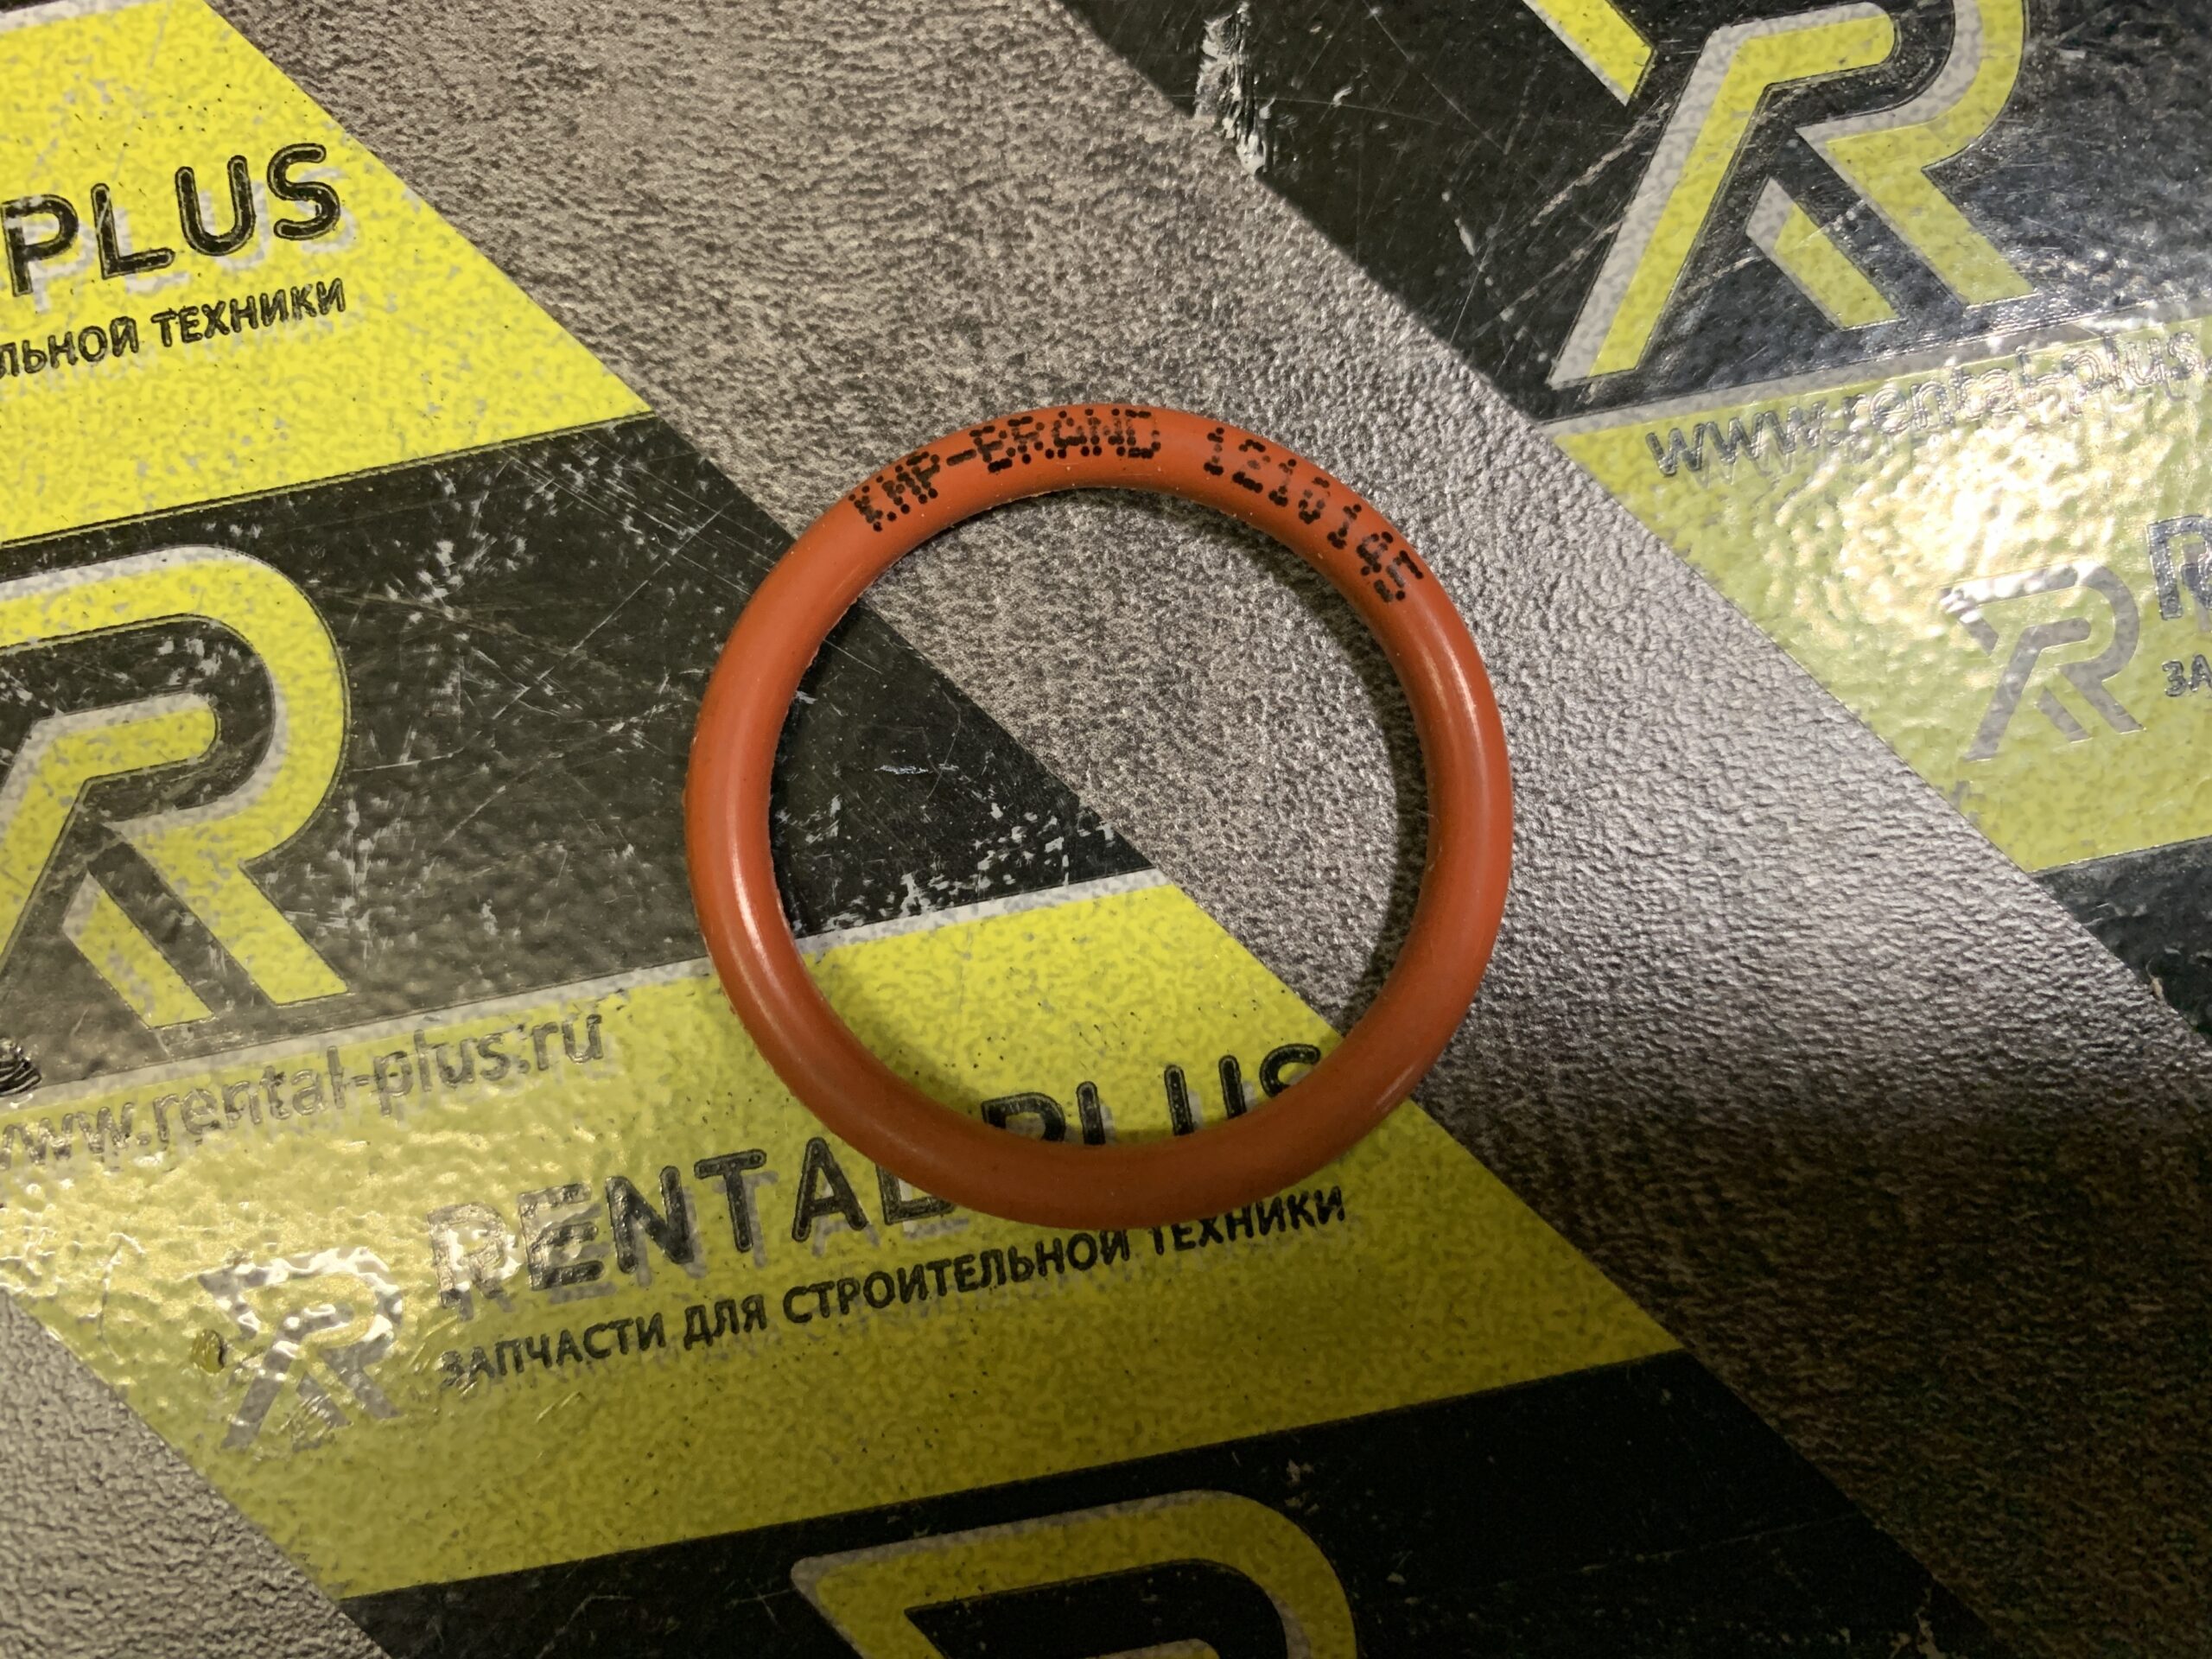 PLUS
ЛЬНОЙ ТЕХНИКИ
www.rental-plus
KMP-BRAND 1210145
ЗА
www.rental-plus.ru
RENTAL PLUS
ЗАПЧАСТИ ДЛЯ СТРОИТЕЛЬНОЙ ТЕХНИКИ